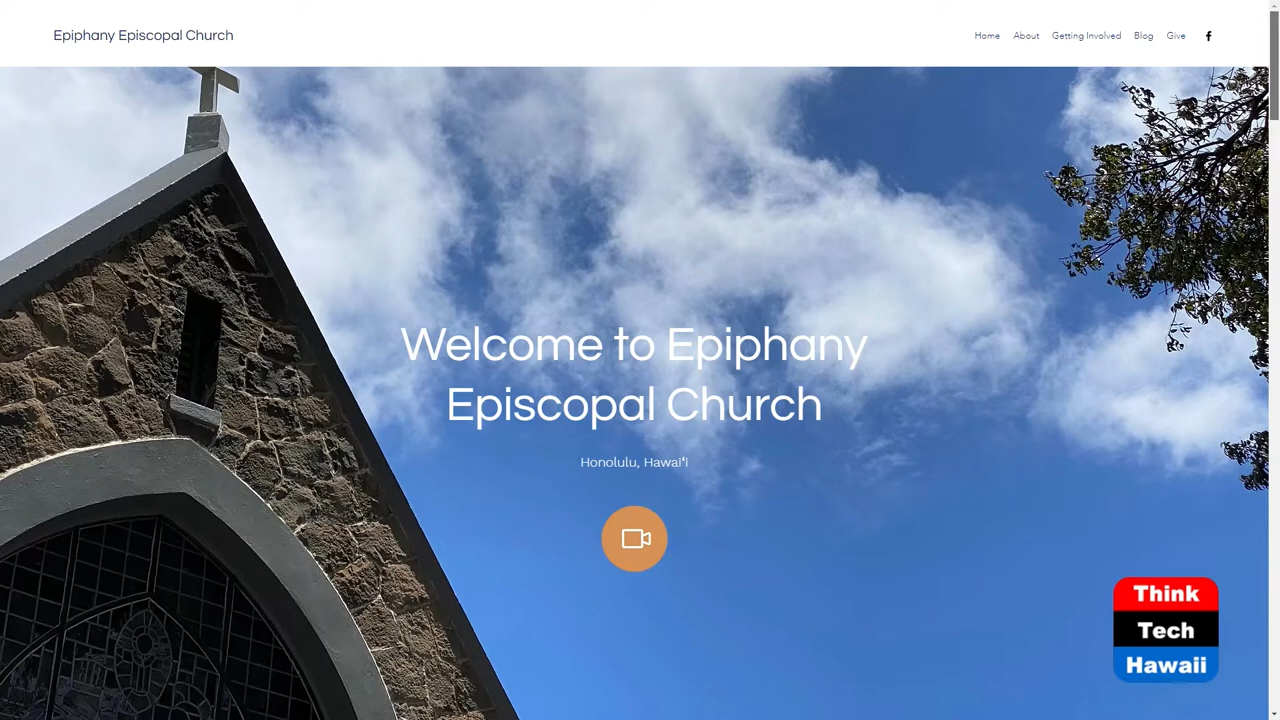 Epiphany Episcopal Church
Home About Getting Involved Blog Give
Welcome to Epiphany
Episcopal Church
Honolulu, Hawaiʻi
Think
Tech
Hawaii